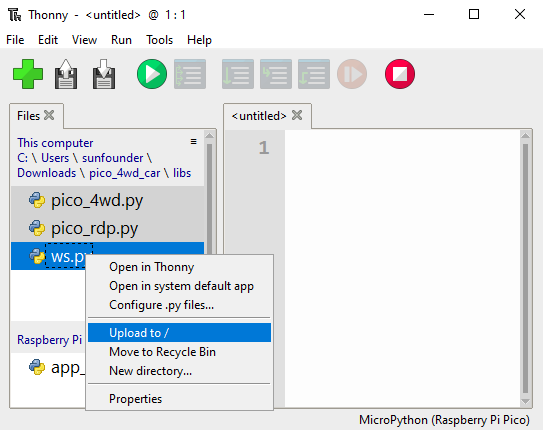 Thonny - <untitled> @ 1 : 1
File Edit View Run Tools Help
Files
<untitled>
This computer
C: \ Users \ sunfounder \
Downloads \ pico_4wd_car \ libs
1
pico_4wd.py
pico_rdp.py
ws.py
Open in Thonny
Open in system default app
Configure .py files...
Upload to /
Move to Recycle Bin
New directory...
Properties
Raspberry Pi
app_
MicroPython (Raspberry Pi Pico)